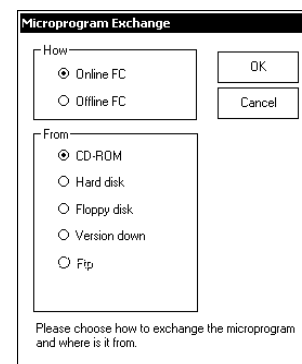 Microprogram Exchange
How
Online FC
Offline FC
OK
Cancel
From
CD-ROM
Hard disk
Floppy disk
Version down
Ftp
Please choose how to exchange the microprogram
and where is it from.